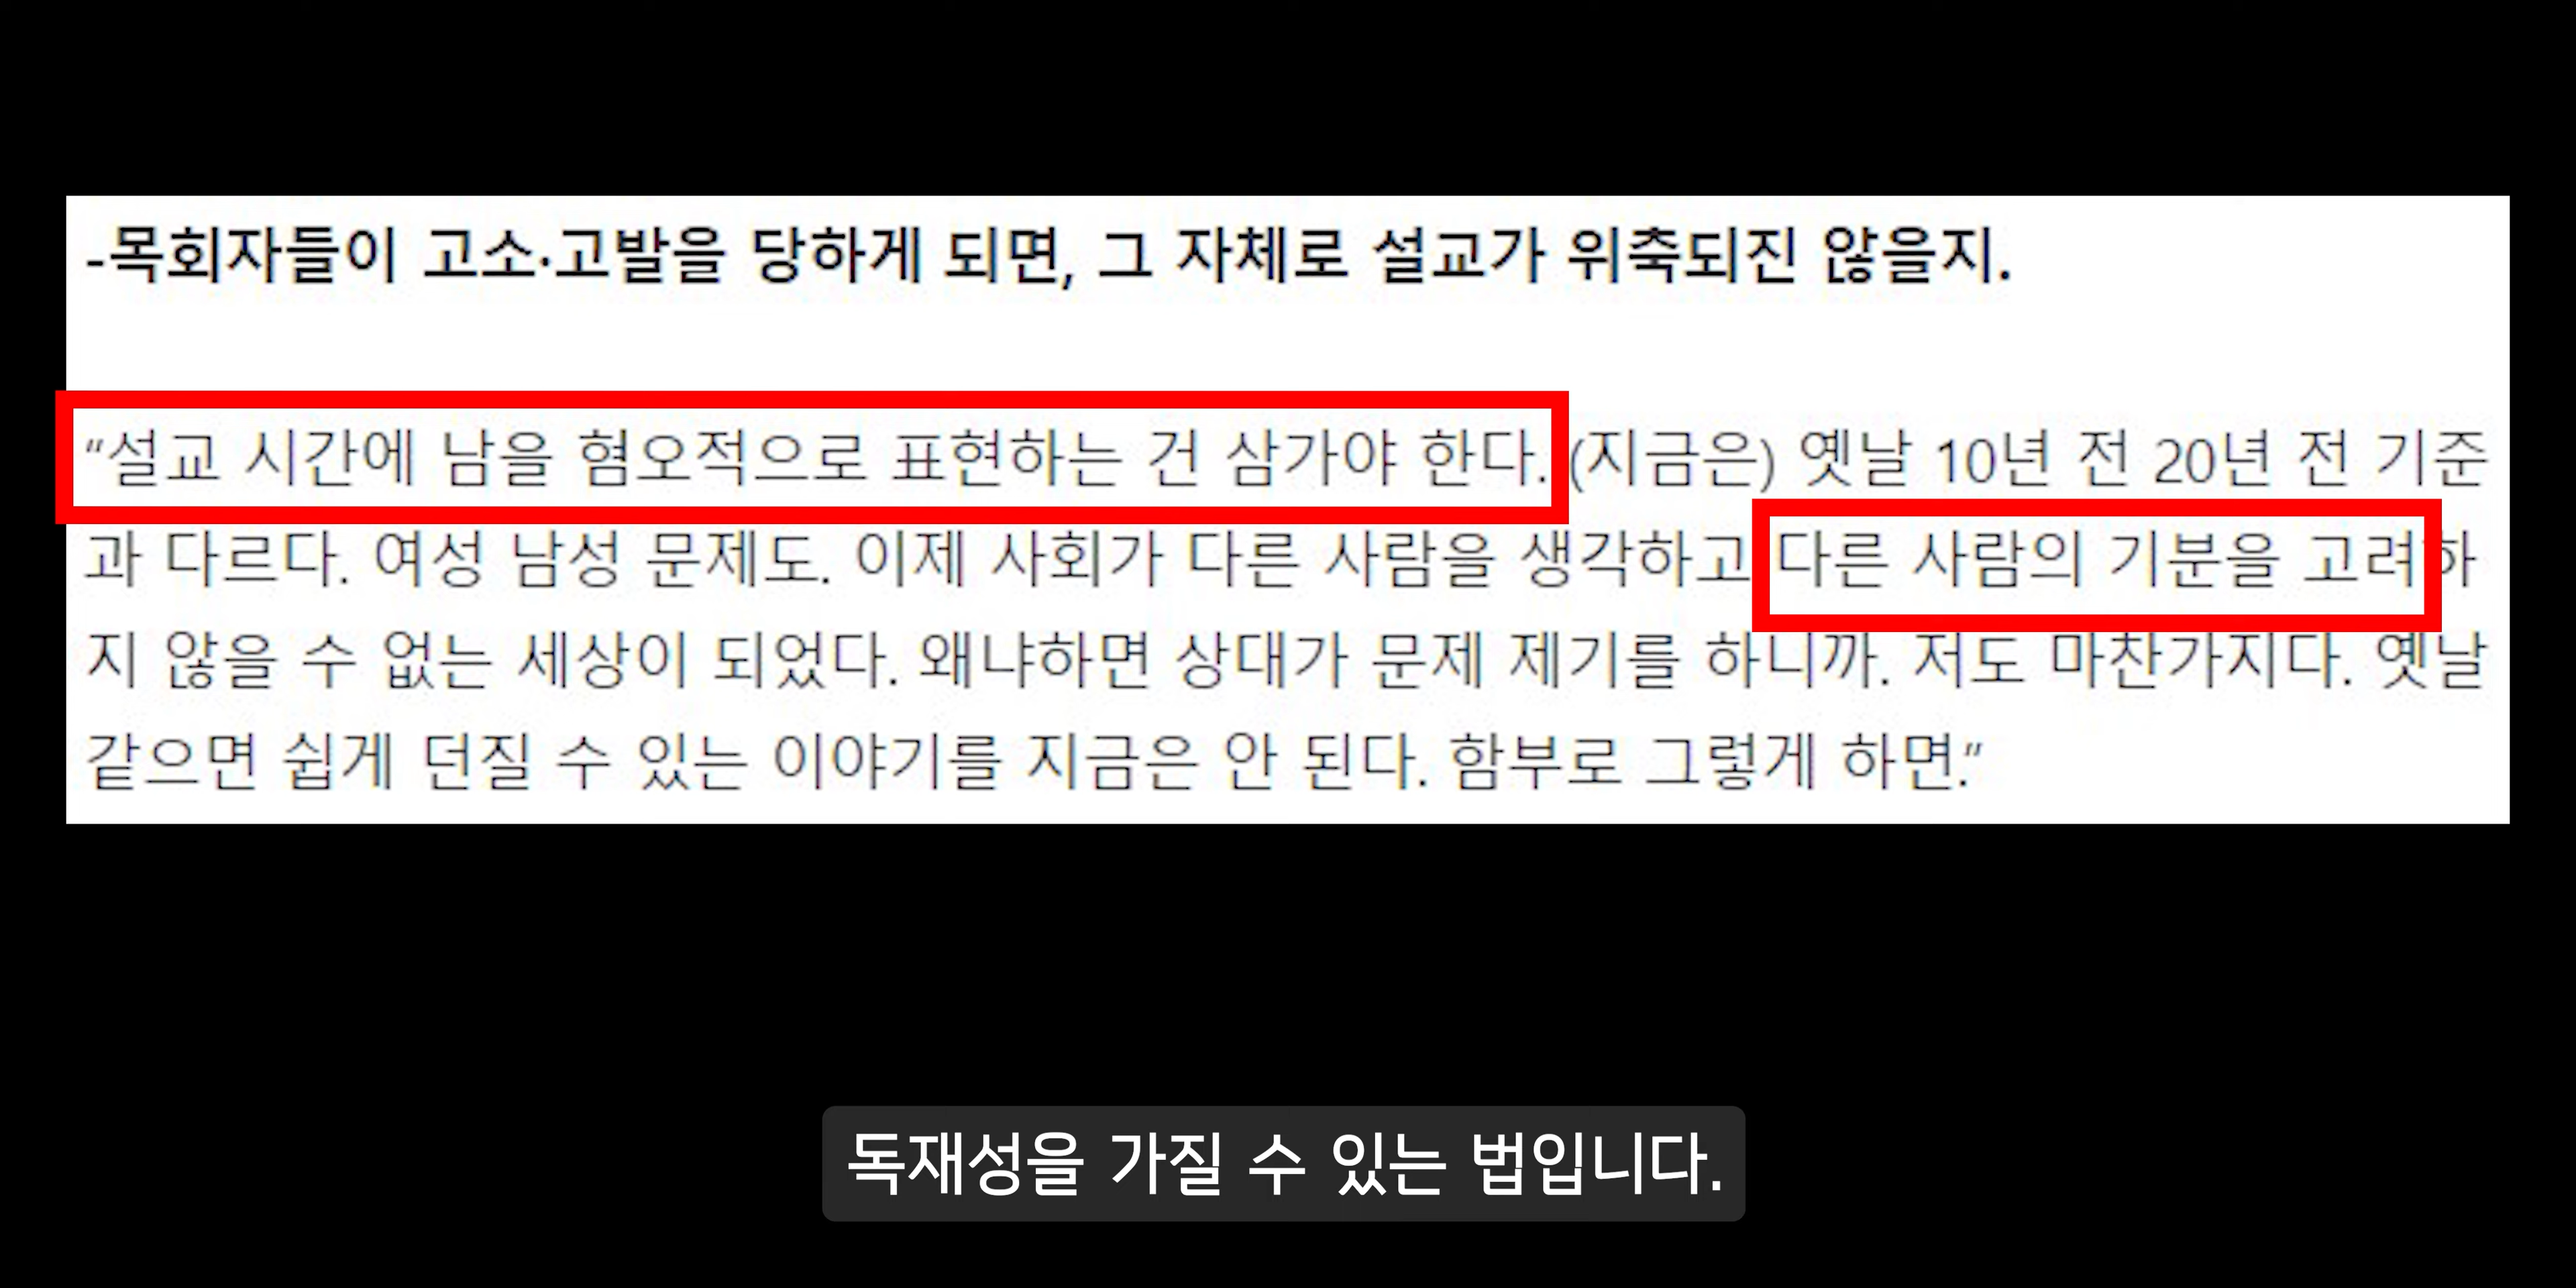 -목회자들이 고소·고발을 당하게 되면, 그 자체로 설교가 위축되진 않을지.
“설교 시간에 남을 혐오적으로 표현하는 건 삼가야 한다. (지금은) 옛날 10년 전 20년 전 기준
과 다르다. 여성 남성 문제도. 이제 사회가 다른 사람을 생각하고 다른 사람의 기분을 고려하
지 않을 수 없는 세상이 되었다. 왜냐하면 상대가 문제 제기를 하니까. 저도 마찬가지다. 옛날
같으면 쉽게 던질 수 있는 이야기를 지금은 안 된다. 함부로 그렇게 하면.”
독재성을 가질 수 있는 법입니다.